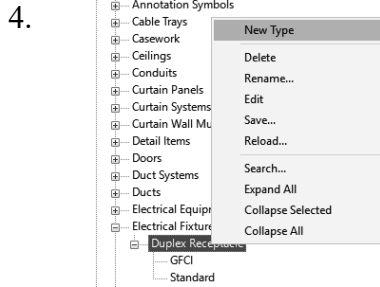 4.
Annotation Symbols
Cable Trays
Casework
Ceilings
Conduits
Curtain Panels
Curtain Systems
Curtain Wall Mu
Detail Items
Doors
Duct Systems
Ducts
Electrical Equipr
Electrical Fixture
Duplex Receptacle
GFCI
Standard
New Type
Delete
Rename...
Edit
Save...
Reload...
Search...
Expand All
Collapse Selected
Collapse All